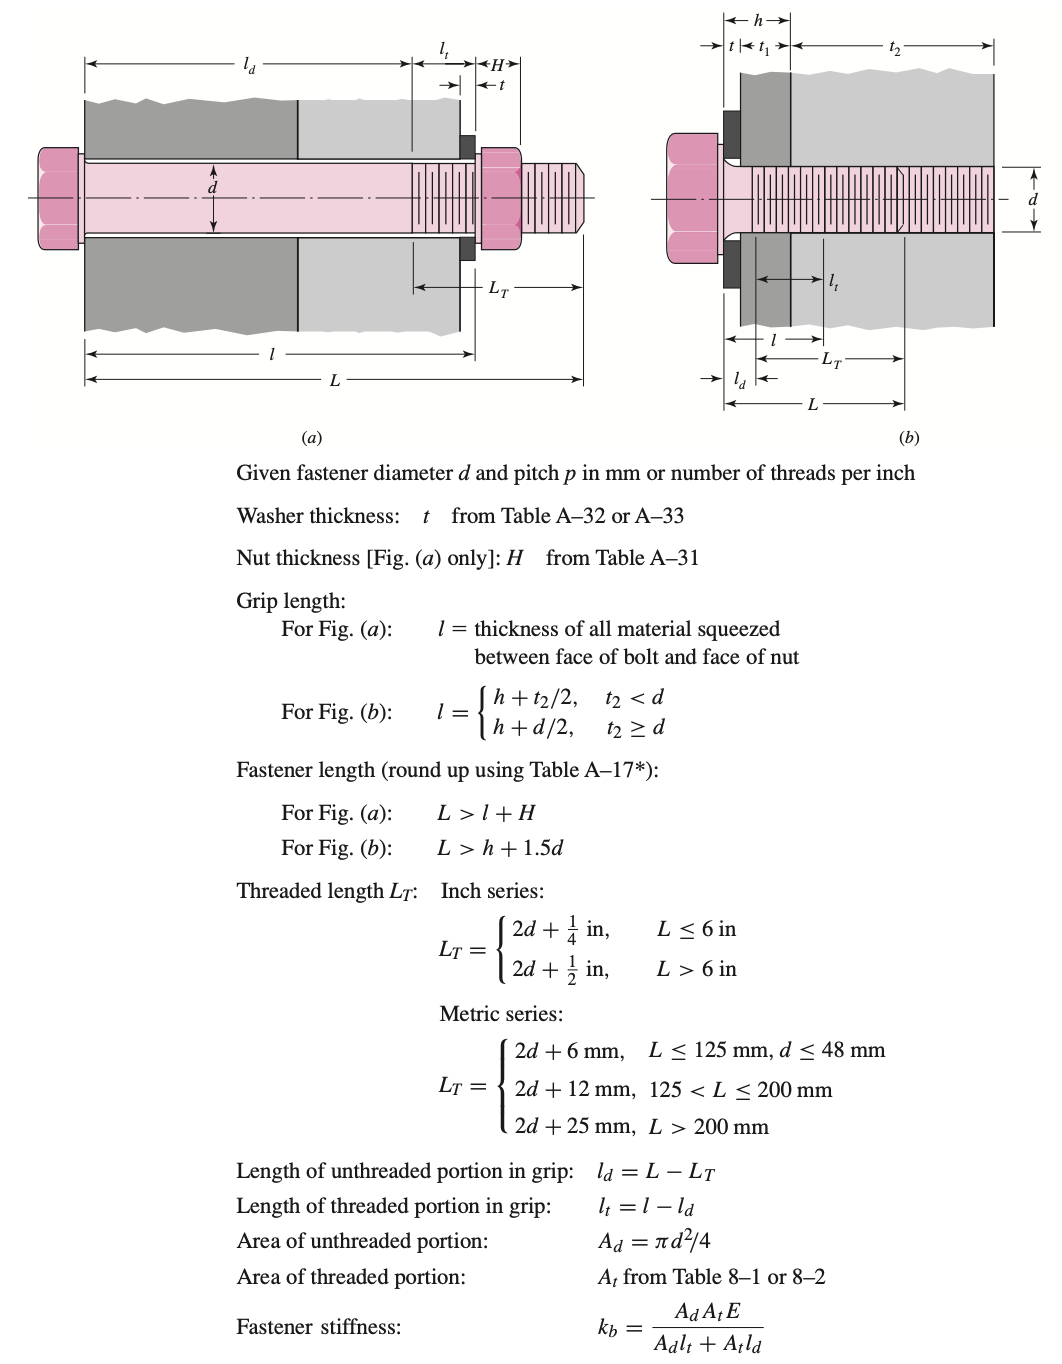 h
t t₁ t₂
l_d l_t H
t
d
d
L_T
l_t
l
l
L_T
l_d
L
L
(a) (b)
Given fastener diameter d and pitch p in mm or number of threads per inch
Washer thickness: t from Table A–32 or A–33
Nut thickness [Fig. (a) only]: H from Table A–31
Grip length:
For Fig. (a): l = thickness of all material squeezed
between face of bolt and face of nut
For Fig. (b): l = { h + t₂/2, t₂ < d
h + d/2, t₂ ≥ d
Fastener length (round up using Table A–17*):
For Fig. (a): L > l + H
For Fig. (b): L > h + 1.5d
Threaded length L_T: Inch series:
L_T = { 2d + 1/4 in, L ≤ 6 in
2d + 1/2 in, L > 6 in
Metric series:
L_T = { 2d + 6 mm, L ≤ 125 mm, d ≤ 48 mm
2d + 12 mm, 125 < L ≤ 200 mm
2d + 25 mm, L > 200 mm
Length of unthreaded portion in grip: l_d = L − L_T
Length of threaded portion in grip: l_t = l − l_d
Area of unthreaded portion: A_d = πd²/4
Area of threaded portion: A_t from Table 8–1 or 8–2
Fastener stiffness: k_b = A_d A_t E / (A_d l_t + A_t l_d)